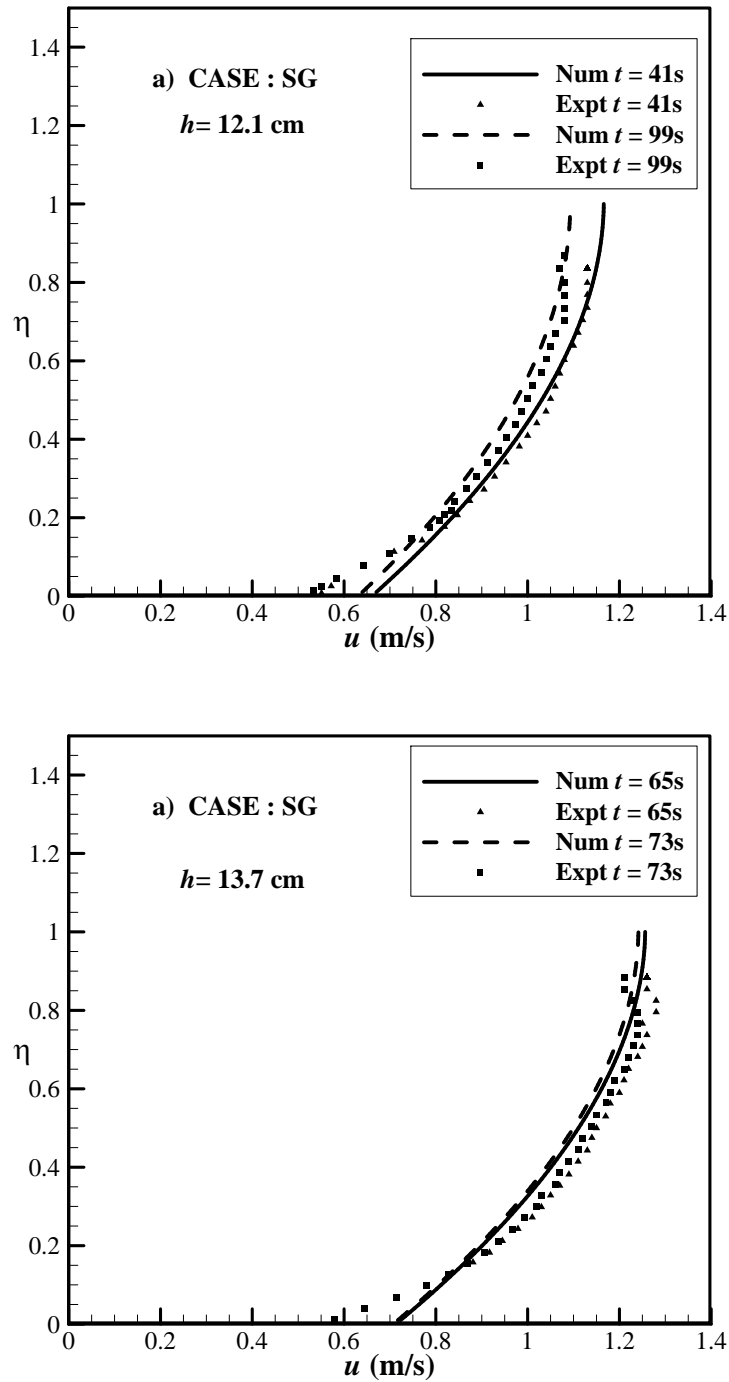 1.4
1.2
1
0.8
0.6
0.4
0.2
0
η
a) CASE : SG
h= 12.1 cm
Num t = 41s
Expt t = 41s
Num t = 99s
Expt t = 99s
0 0.2 0.4 0.6 0.8 1 1.2 1.4
u (m/s)
1.4
1.2
1
0.8
0.6
0.4
0.2
0
η
a) CASE : SG
h= 13.7 cm
Num t = 65s
Expt t = 65s
Num t = 73s
Expt t = 73s
0 0.2 0.4 0.6 0.8 1 1.2 1.4
u (m/s)